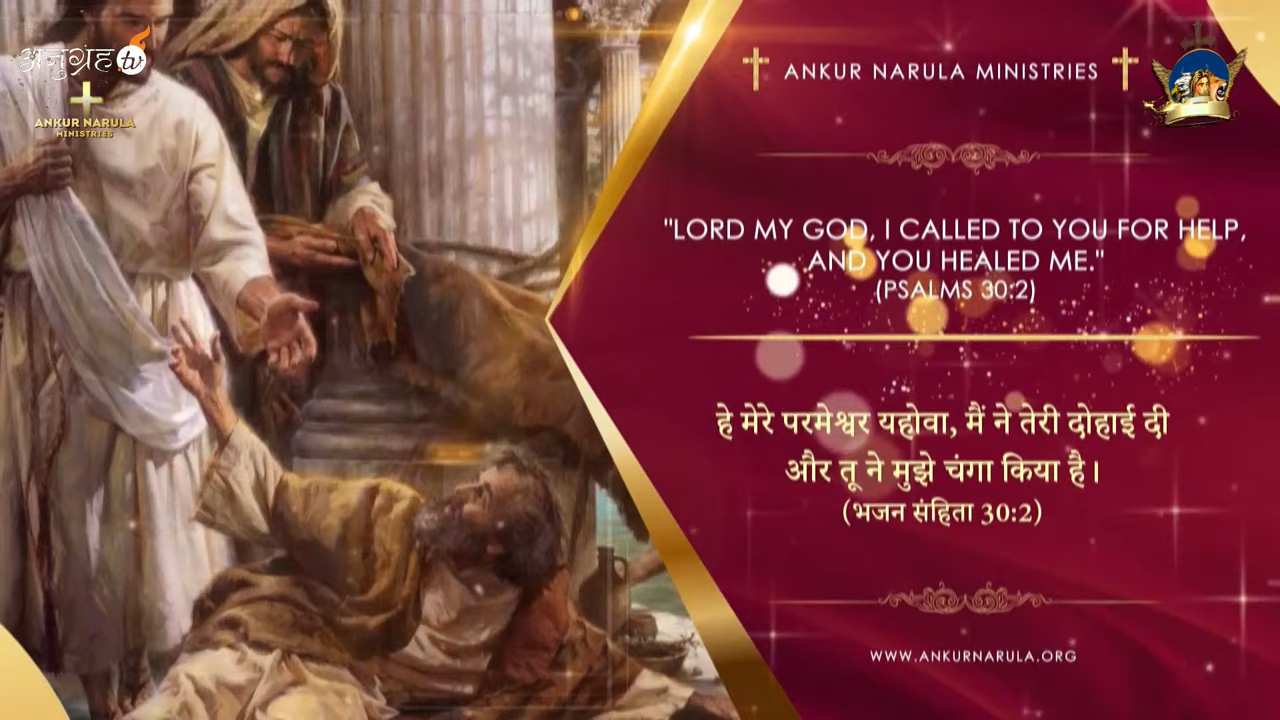 अनुग्रह tv
ANKUR NARULA
MINISTRIES
ANKUR NARULA MINISTRIES
"LORD MY GOD, I CALLED TO YOU FOR HELP,
AND YOU HEALED ME."
(PSALMS 30:2)
हे मेरे परमेश्वर यहोवा, मैं ने तेरी दोहाई दी
और तू ने मुझे चंगा किया है।
(भजन संहिता 30:2)
WWW.ANKURNARULA.ORG